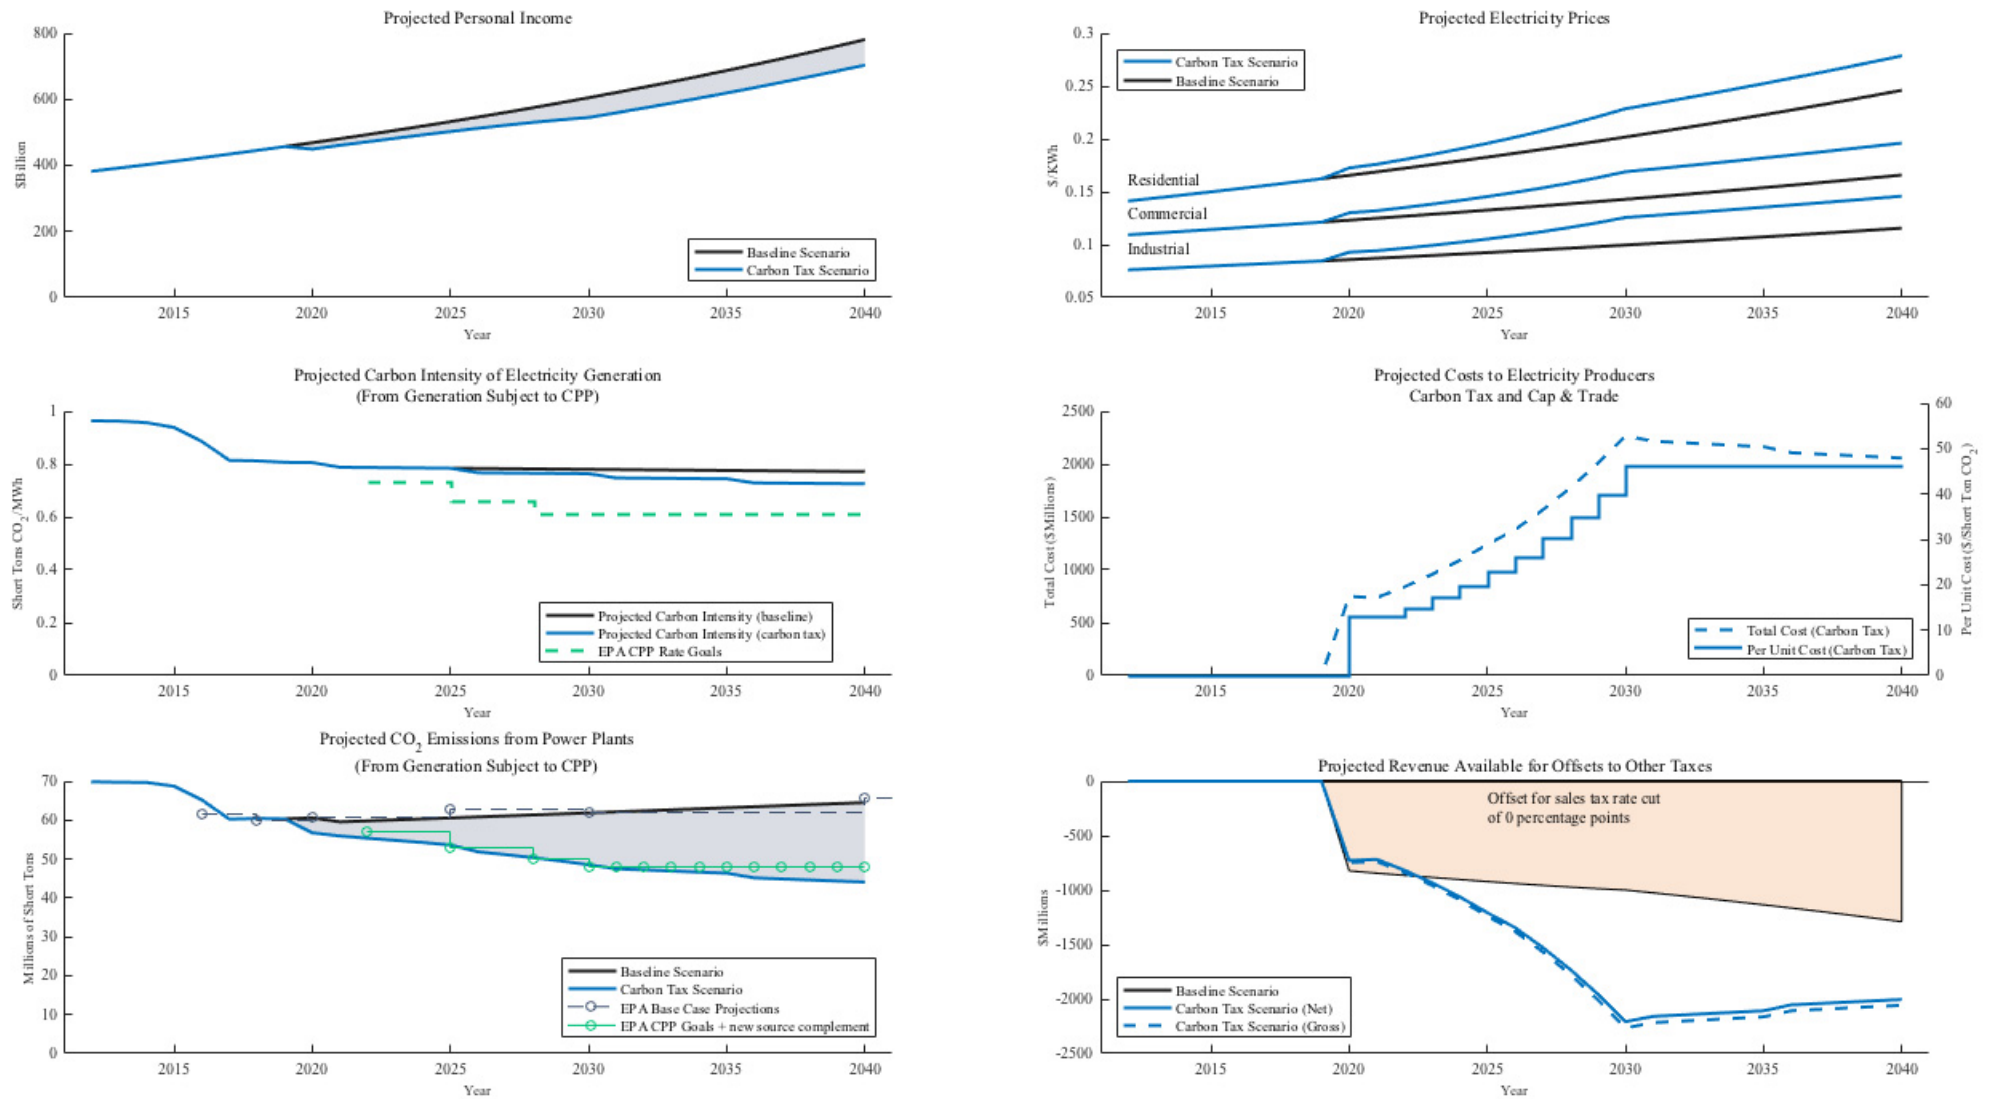 Projected Personal Income
800
600
400
200
0
$Billion
2015 2020 2025 2030 2035 2040
Year
Baseline Scenario
Carbon Tax Scenario
Projected Electricity Prices
0.3
0.25
0.2
0.15
0.1
0.05
$/KWh
Carbon Tax Scenario
Baseline Scenario
Residential
Commercial
Industrial
2015 2020 2025 2030 2035 2040
Year
Projected Carbon Intensity of Electricity Generation
(From Generation Subject to CPP)
1
0.8
0.6
0.4
0.2
0
Short Tons CO2/MWh
Projected Carbon Intensity (baseline)
Projected Carbon Intensity (carbon tax)
EPA CPP Rate Goals
2015 2020 2025 2030 2035 2040
Year
Projected Costs to Electricity Producers
Carbon Tax and Cap & Trade
2500
2000
1500
1000
500
0
Total Cost ($Millions)
60
50
40
30
20
10
0
Per Unit Cost ($/Short Ton CO2)
Total Cost (Carbon Tax)
Per Unit Cost (Carbon Tax)
2015 2020 2025 2030 2035 2040
Year
Projected CO2 Emissions from Power Plants
(From Generation Subject to CPP)
70
60
50
40
30
20
10
0
Millions of Short Tons
Baseline Scenario
Carbon Tax Scenario
EPA Base Case Projections
EPA CPP Goals + new source complement
2015 2020 2025 2030 2035 2040
Year
Projected Revenue Available for Offsets to Other Taxes
0
-500
-1000
-1500
-2000
-2500
$Millions
Offset for sales tax rate cut
of 0 percentage points
Baseline Scenario
Carbon Tax Scenario (Net)
Carbon Tax Scenario (Gross)
2015 2020 2025 2030 2035 2040
Year